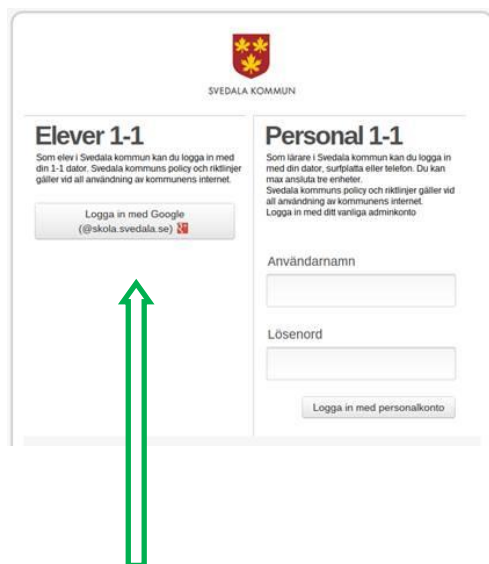 SVEDALA KOMMUN
Elever 1-1
Som elev i Svedala kommun kan du logga in med
din 1-1 dator. Svedala kommuns policy och riktlinjer
gäller vid all användning av kommunens internet.
Logga in med Google
(@skola.svedala.se)
Personal 1-1
Som lärare i Svedala kommun kan du logga in
med din dator, surfplatta eller telefon. Du kan
max ansluta tre enheter.
Svedala kommuns policy och riktlinjer gäller vid
all användning av kommunens internet.
Logga in med ditt vanliga adminkonto
Användarnamn
Lösenord
Logga in med personalkonto